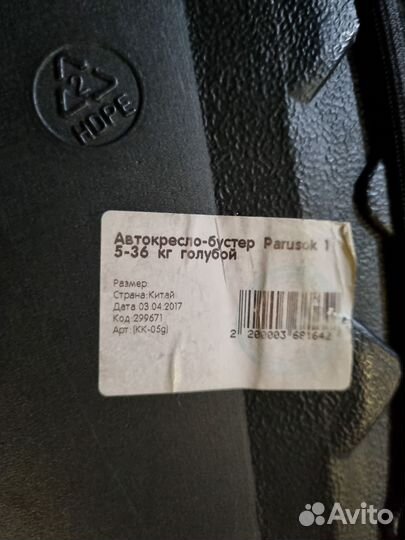 2
HDPE
Автокресло-бустер Parusok 1
5-36 кг голубой
Размер:
Страна:Китай
Дата 03.04.2017
Код:299671
Арт:(KK-05g)
2 200003 681642
Avito